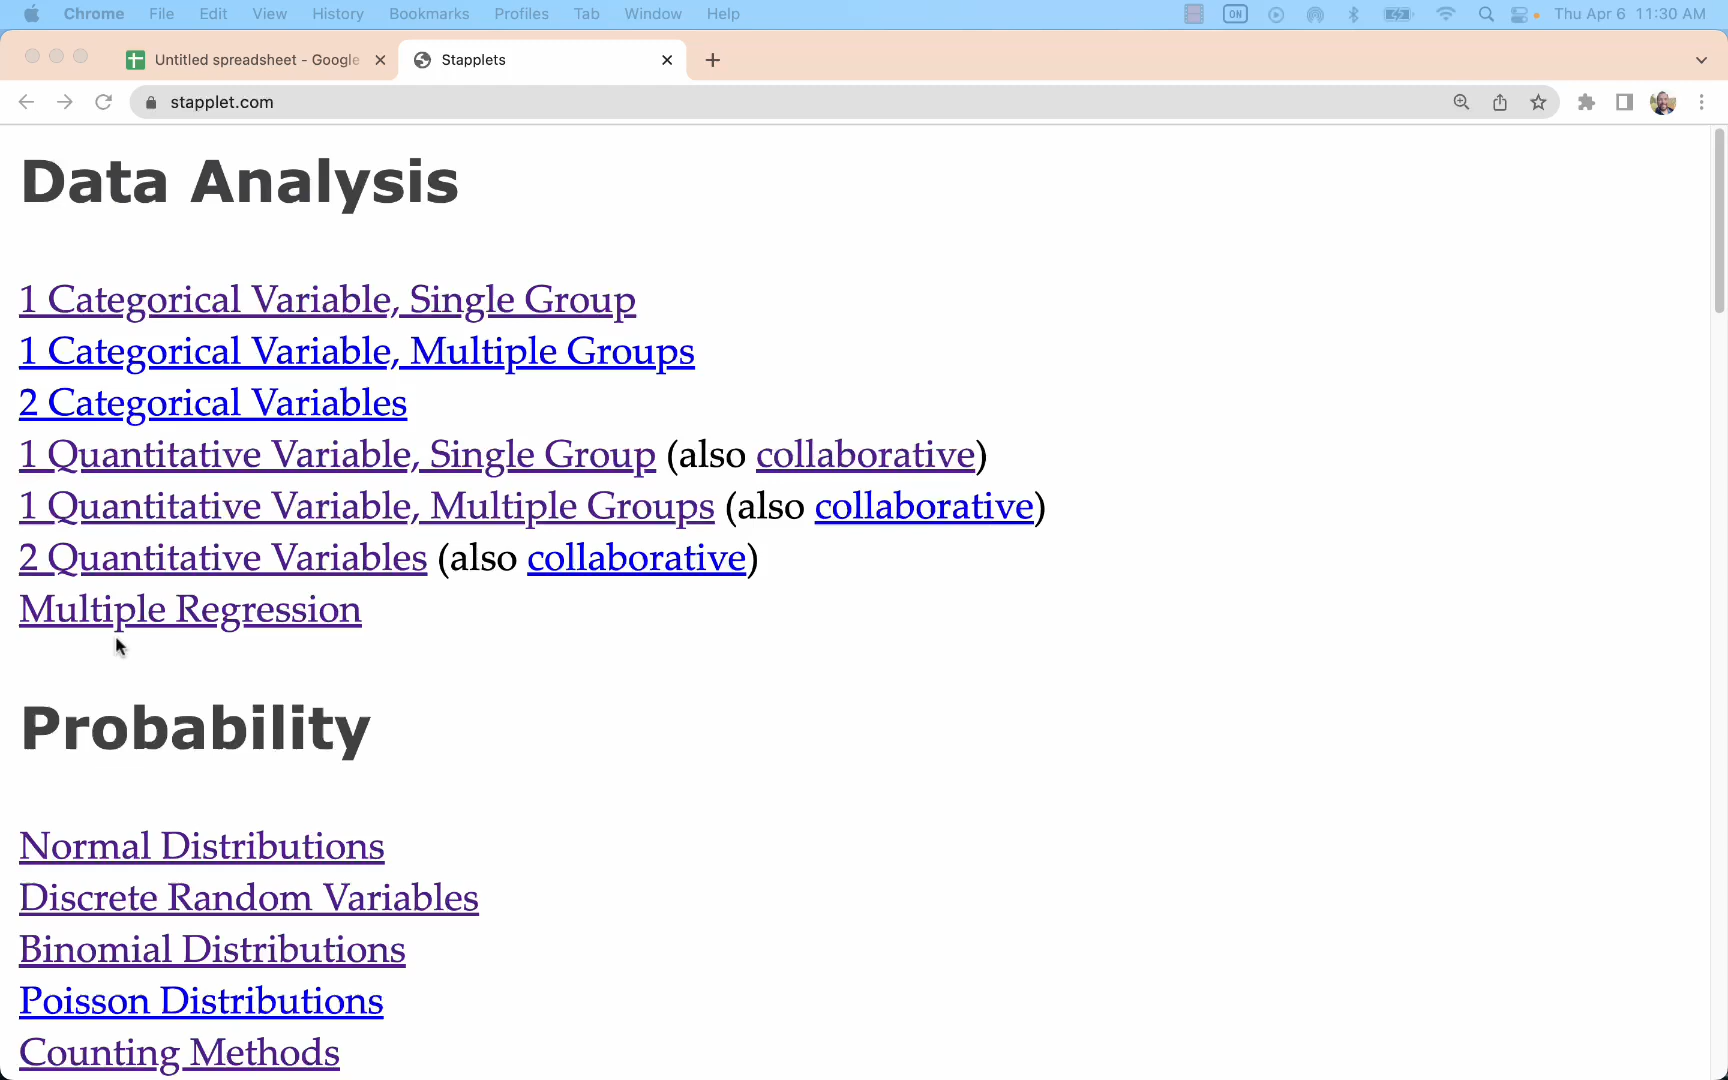 Chrome File Edit View History Bookmarks Profiles Tab Window Help ON Thu Apr 6 11:30 AM
Untitled spreadsheet - Google Stapplets
stapplet.com
Data Analysis
1 Categorical Variable, Single Group
1 Categorical Variable, Multiple Groups
2 Categorical Variables
1 Quantitative Variable, Single Group (also collaborative)
1 Quantitative Variable, Multiple Groups (also collaborative)
2 Quantitative Variables (also collaborative)
Multiple Regression
Probability
Normal Distributions
Discrete Random Variables
Binomial Distributions
Poisson Distributions
Counting Methods